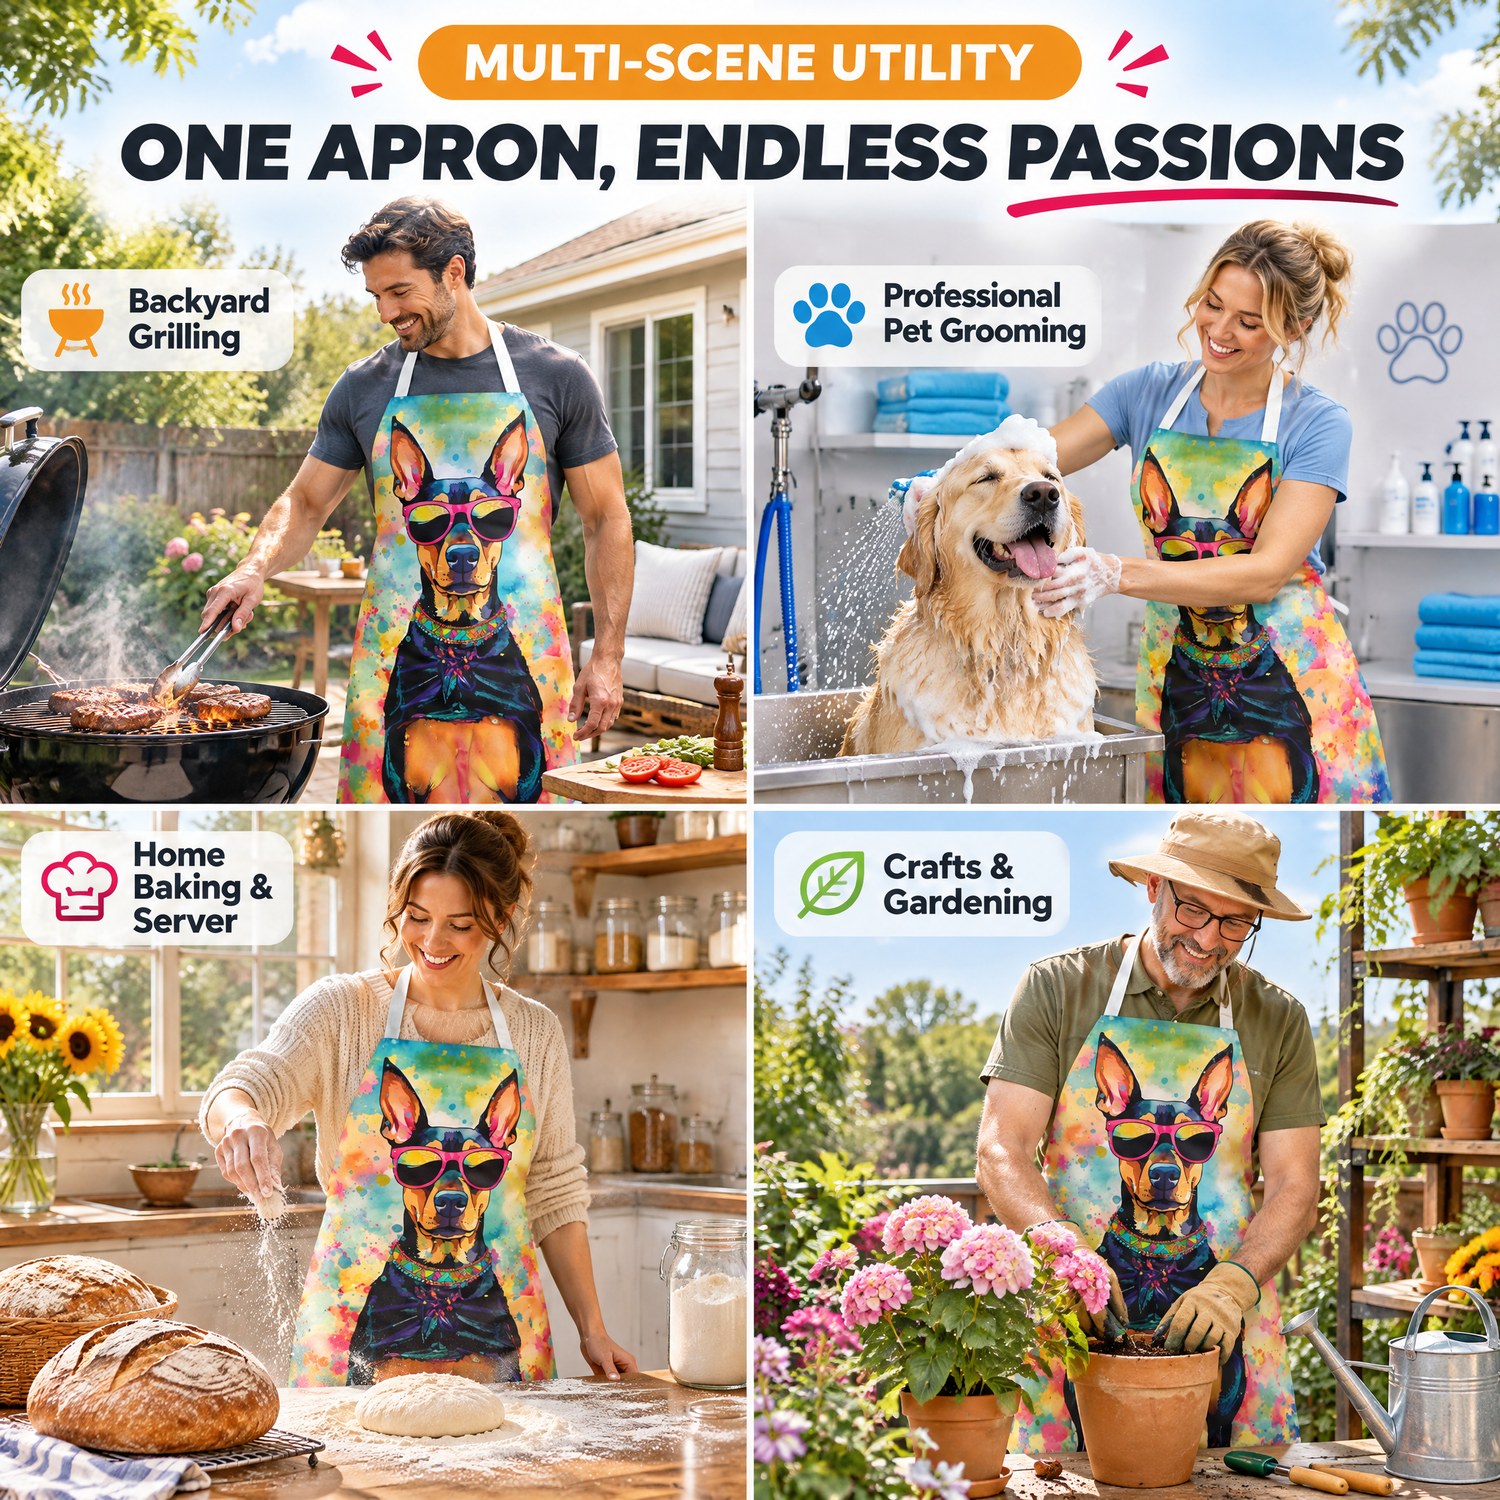 MULTI-SCENE UTILITY
ONE APRON, ENDLESS PASSIONS
Backyard
Grilling
Professional
Pet Grooming
Home
Baking &
Server
Crafts &
Gardening